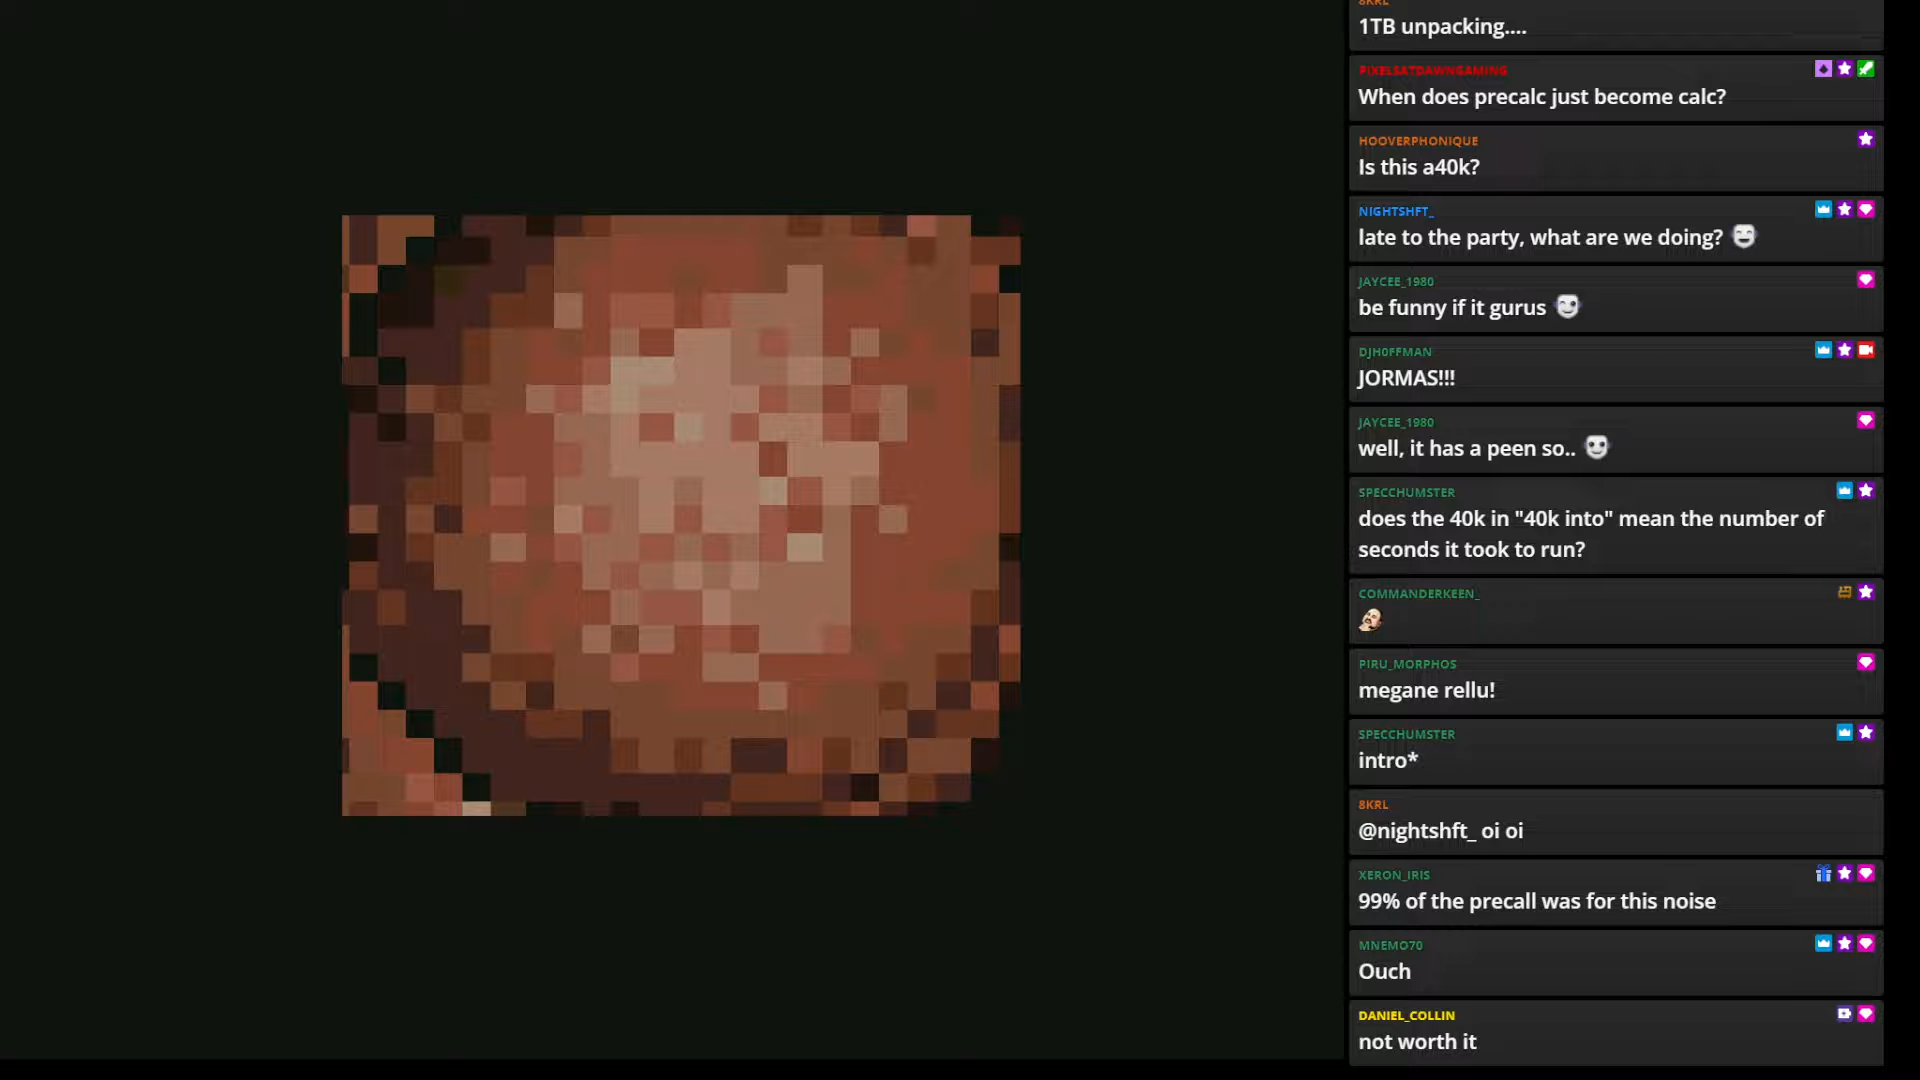 8KRL
1TB unpacking....
PIXELSATDAWNGAMING
When does precalc just become calc?
HOOVERPHONIQUE
Is this a40k?
NIGHTSHFT_
late to the party, what are we doing?
JAYCEE_1980
be funny if it gurus
DJH0FFMAN
JORMAS!!!
JAYCEE_1980
well, it has a peen so..
SPECCHUMSTER
does the 40k in "40k into" mean the number of
seconds it took to run?
COMMANDERKEEN_
PIRU_MORPHOS
megane rellu!
SPECCHUMSTER
intro*
8KRL
@nightshft_ oi oi
XERON_IRIS
99% of the precall was for this noise
MNEMO70
Ouch
DANIEL_COLLIN
not worth it